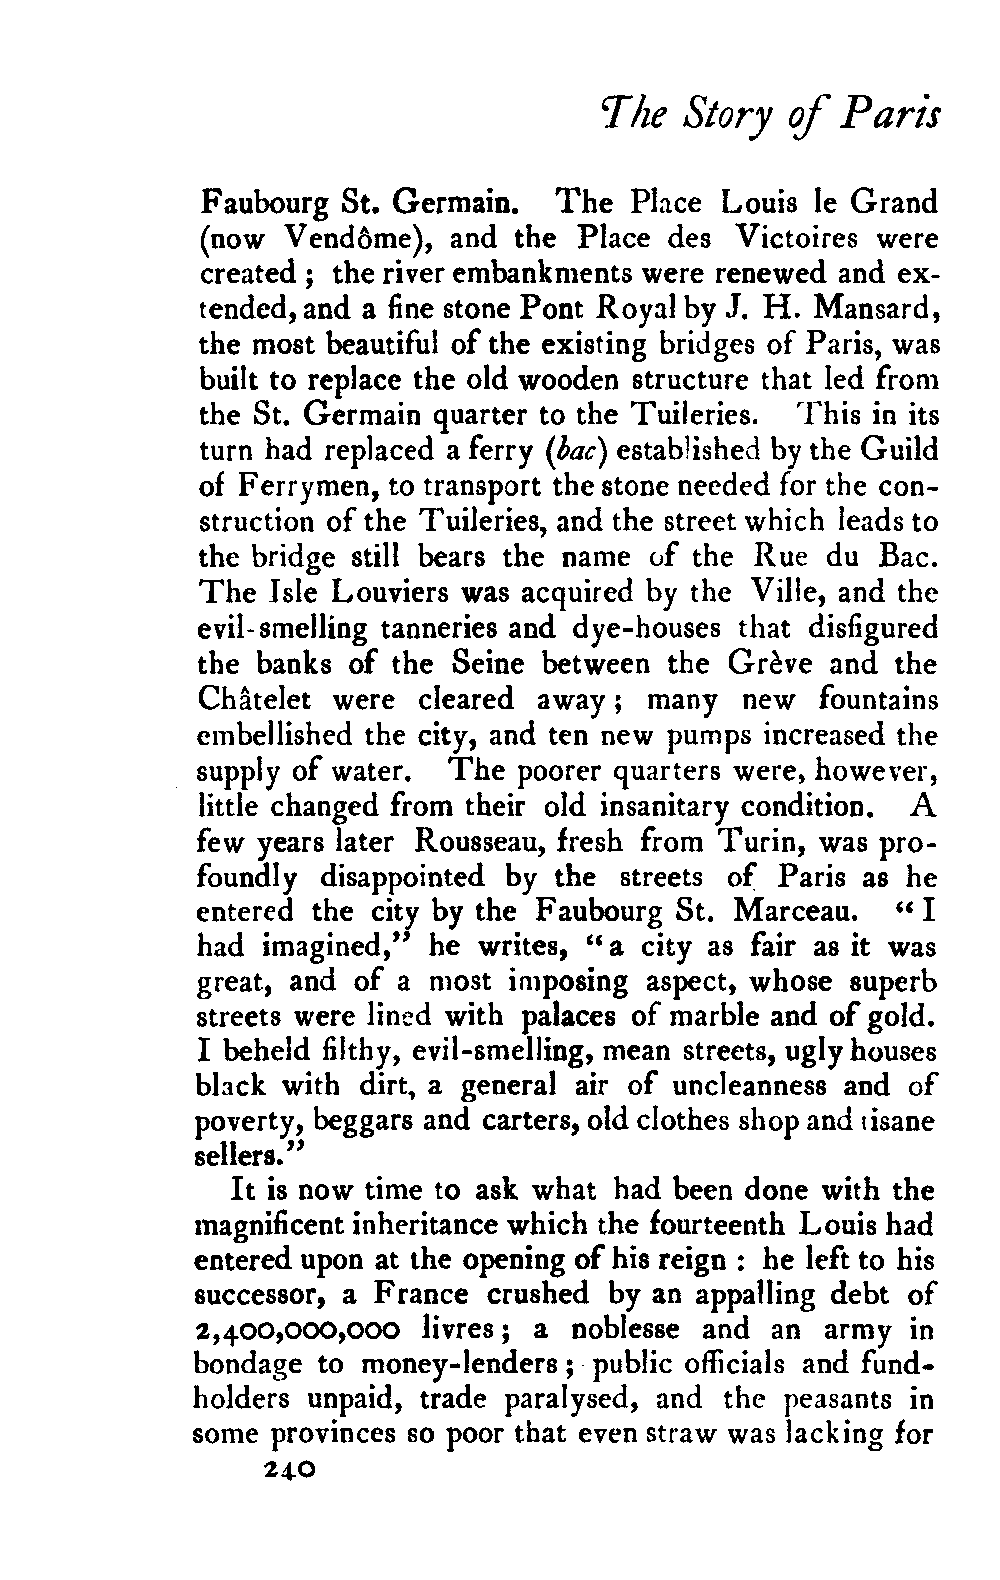 The Story of Paris
Faubourg St. Germain. The Place Louis le Grand
(now Vendôme), and the Place des Victoires were
created ; the river embankments were renewed and ex-
tended, and a fine stone Pont Royal by J. H. Mansard,
the most beautiful of the existing bridges of Paris, was
built to replace the old wooden structure that led from
the St. Germain quarter to the Tuileries. This in its
turn had replaced a ferry (bac) established by the Guild
of Ferrymen, to transport the stone needed for the con-
struction of the Tuileries, and the street which leads to
the bridge still bears the name of the Rue du Bac.
The Isle Louviers was acquired by the Ville, and the
evil-smelling tanneries and dye-houses that disfigured
the banks of the Seine between the Grève and the
Châtelet were cleared away ; many new fountains
embellished the city, and ten new pumps increased the
supply of water. The poorer quarters were, however,
little changed from their old insanitary condition. A
few years later Rousseau, fresh from Turin, was pro-
foundly disappointed by the streets of Paris as he
entered the city by the Faubourg St. Marceau. “ I
had imagined,” he writes, “ a city as fair as it was
great, and of a most imposing aspect, whose superb
streets were lined with palaces of marble and of gold.
I beheld filthy, evil-smelling, mean streets, ugly houses
black with dirt, a general air of uncleanness and of
poverty, beggars and carters, old clothes shop and tisane
sellers.”
It is now time to ask what had been done with the
magnificent inheritance which the fourteenth Louis had
entered upon at the opening of his reign : he left to his
successor, a France crushed by an appalling debt of
2,400,000,000 livres ; a noblesse and an army in
bondage to money-lenders ; public officials and fund-
holders unpaid, trade paralysed, and the peasants in
some provinces so poor that even straw was lacking for
240